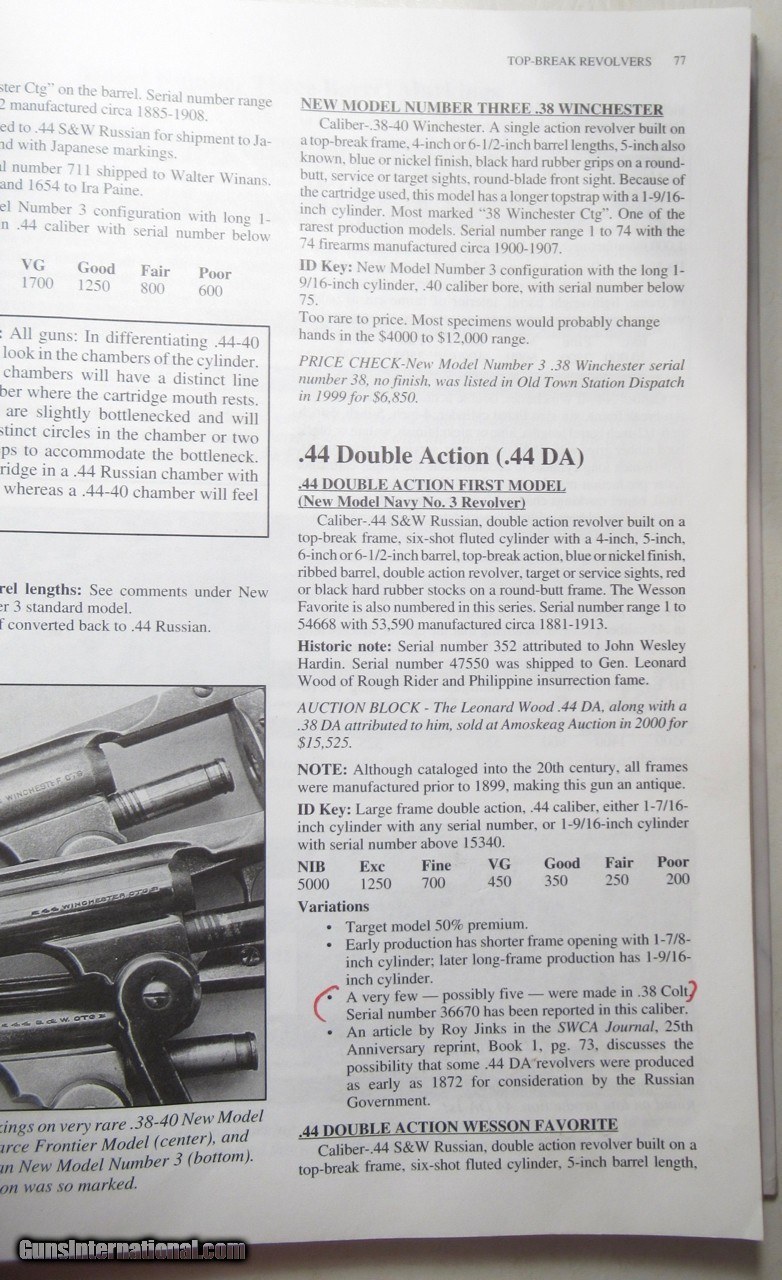 TOP-BREAK REVOLVERS 77
ster Ctg” on the barrel. Serial number range
2 manufactured circa 1885-1908.
ed to .44 S&W Russian for shipment to Ja-
nd with Japanese markings.
l number 711 shipped to Walter Winans,
and 1654 to Ira Paine.
el Number 3 configuration with long 1-
n .44 caliber with serial number below
VG Good Fair Poor
1700 1250 800 600
: All guns: In differentiating .44-40
look in the chambers of the cylinder.
chambers will have a distinct line
ber where the cartridge mouth rests.
are slightly bottlenecked and will
stinct circles in the chamber or two
ps to accommodate the bottleneck.
ridge in a .44 Russian chamber with
whereas a .44-40 chamber will feel
rel lengths: See comments under New
er 3 standard model.
f converted back to .44 Russian.
WINCHESTER CTG
WINCHESTER CTG
S & W. CTG
kings on very rare .38-40 New Model
arce Frontier Model (center), and
an New Model Number 3 (bottom).
on was so marked.
NEW MODEL NUMBER THREE .38 WINCHESTER
Caliber-.38-40 Winchester. A single action revolver built on
a top-break frame, 4-inch or 6-1/2-inch barrel lengths, 5-inch also
known, blue or nickel finish, black hard rubber grips on a round-
butt, service or target sights, round-blade front sight. Because of
the cartridge used, this model has a longer topstrap with a 1-9/16-
inch cylinder. Most marked “38 Winchester Ctg”. One of the
rarest production models. Serial number range 1 to 74 with the
74 firearms manufactured circa 1900-1907.
ID Key: New Model Number 3 configuration with the long 1-
9/16-inch cylinder, .40 caliber bore, with serial number below
75.
Too rare to price. Most specimens would probably change
hands in the $4000 to $12,000 range.
PRICE CHECK-New Model Number 3 .38 Winchester serial
number 38, no finish, was listed in Old Town Station Dispatch
in 1999 for $6,850.
.44 Double Action (.44 DA)
.44 DOUBLE ACTION FIRST MODEL
(New Model Navy No. 3 Revolver)
Caliber-.44 S&W Russian, double action revolver built on a
top-break frame, six-shot fluted cylinder with a 4-inch, 5-inch,
6-inch or 6-1/2-inch barrel, top-break action, blue or nickel finish,
ribbed barrel, double action revolver, target or service sights, red
or black hard rubber stocks on a round-butt frame. The Wesson
Favorite is also numbered in this series. Serial number range 1 to
54668 with 53,590 manufactured circa 1881-1913.
Historic note: Serial number 352 attributed to John Wesley
Hardin. Serial number 47550 was shipped to Gen. Leonard
Wood of Rough Rider and Philippine insurrection fame.
AUCTION BLOCK - The Leonard Wood .44 DA, along with a
.38 DA attributed to him, sold at Amoskeag Auction in 2000 for
$15,525.
NOTE: Although cataloged into the 20th century, all frames
were manufactured prior to 1899, making this gun an antique.
ID Key: Large frame double action, .44 caliber, either 1-7/16-
inch cylinder with any serial number, or 1-9/16-inch cylinder
with serial number above 15340.
NIB Exc Fine VG Good Fair Poor
5000 1250 700 450 350 250 200
Variations
• Target model 50% premium.
• Early production has shorter frame opening with 1-7/8-
inch cylinder; later long-frame production has 1-9/16-
inch cylinder.
• A very few — possibly five — were made in .38 Colt.
Serial number 36670 has been reported in this caliber.
• An article by Roy Jinks in the SWCA Journal, 25th
Anniversary reprint, Book 1, pg. 73, discusses the
possibility that some .44 DA revolvers were produced
as early as 1872 for consideration by the Russian
Government.
.44 DOUBLE ACTION WESSON FAVORITE
Caliber-.44 S&W Russian, double action revolver built on a
top-break frame, six-shot fluted cylinder, 5-inch barrel length,
GunsInternational.com